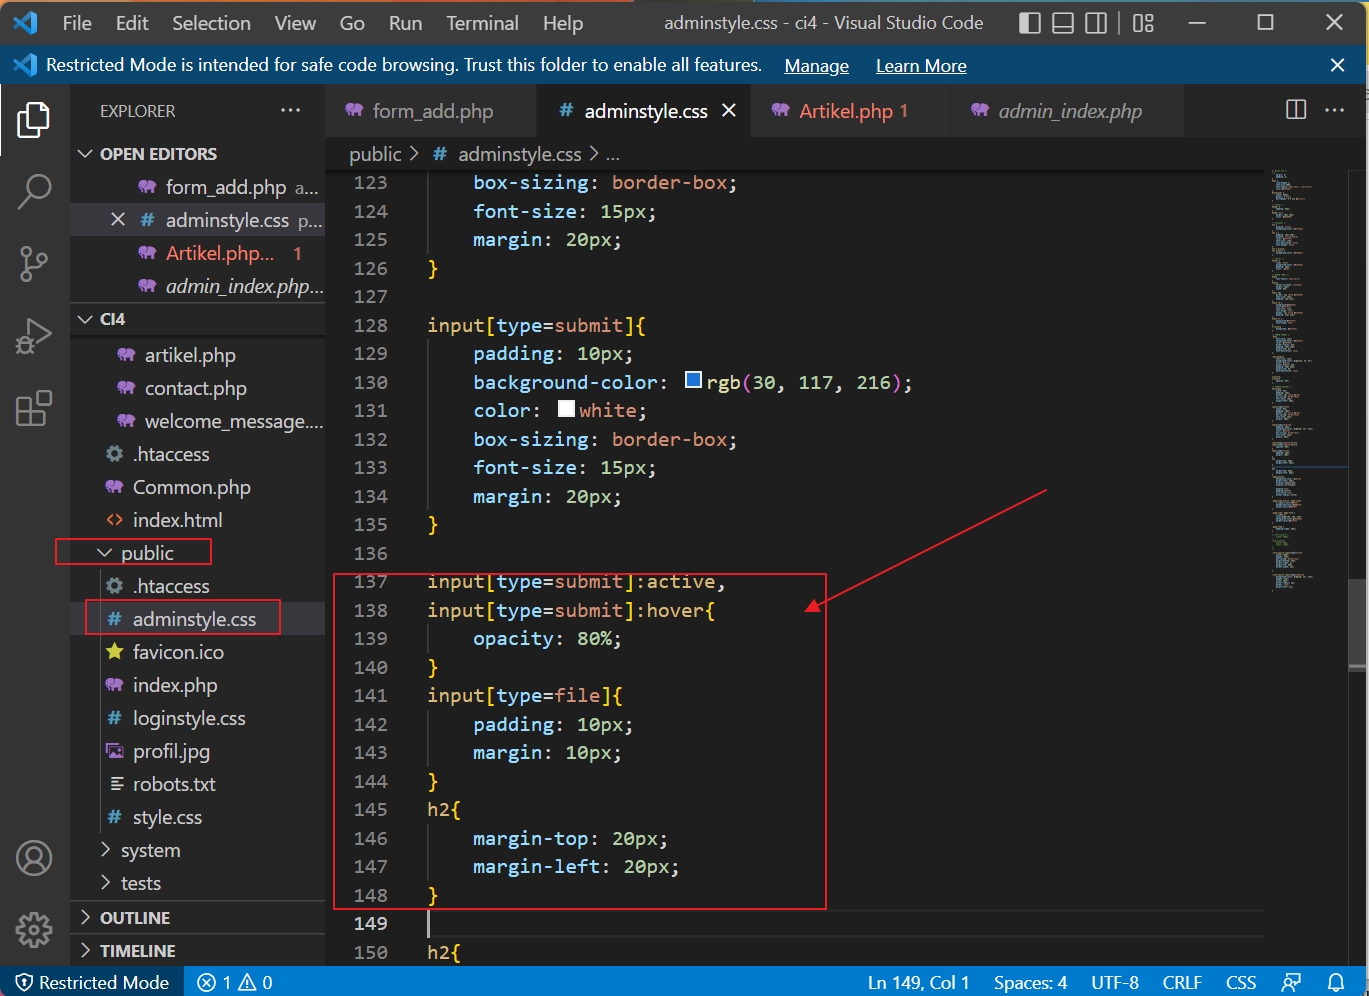 File Edit Selection View Go Run Terminal Help adminstyle.css - ci4 - Visual Studio Code
Restricted Mode is intended for safe code browsing. Trust this folder to enable all features. Manage Learn More
EXPLORER
OPEN EDITORS
form_add.php a...
# adminstyle.css p...
Artikel.php... 1
admin_index.php...
CI4
artikel.php
contact.php
welcome_message....
.htaccess
Common.php
<> index.html
public
.htaccess
# adminstyle.css
favicon.ico
index.php
# loginstyle.css
profil.jpg
robots.txt
# style.css
system
tests
OUTLINE
TIMELINE
form_add.php # adminstyle.css Artikel.php 1 admin_index.php
public > # adminstyle.css > ...
123 box-sizing: border-box;
124 font-size: 15px;
125 margin: 20px;
126 }
127
128 input[type=submit]{
129 padding: 10px;
130 background-color: rgb(30, 117, 216);
131 color: white;
132 box-sizing: border-box;
133 font-size: 15px;
134 margin: 20px;
135 }
136
137 input[type=submit]:active,
138 input[type=submit]:hover{
139 opacity: 80%;
140 }
141 input[type=file]{
142 padding: 10px;
143 margin: 10px;
144 }
145 h2{
146 margin-top: 20px;
147 margin-left: 20px;
148 }
149
150 h2{
Restricted Mode 1 0 Ln 149, Col 1 Spaces: 4 UTF-8 CRLF CSS